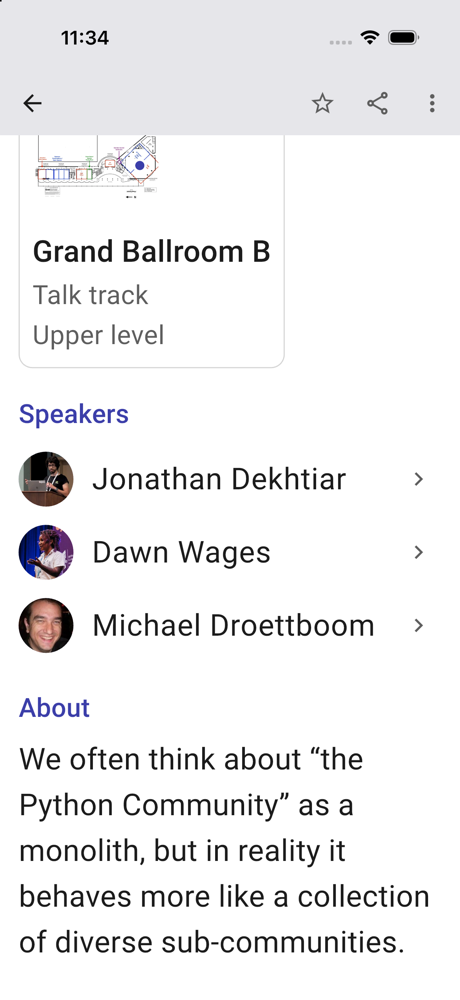 11:34
Grand Ballroom B
Talk track
Upper level
Speakers
Jonathan Dekhtiar
Dawn Wages
Michael Droettboom
About
We often think about “the
Python Community” as a
monolith, but in reality it
behaves more like a collection
of diverse sub-communities.